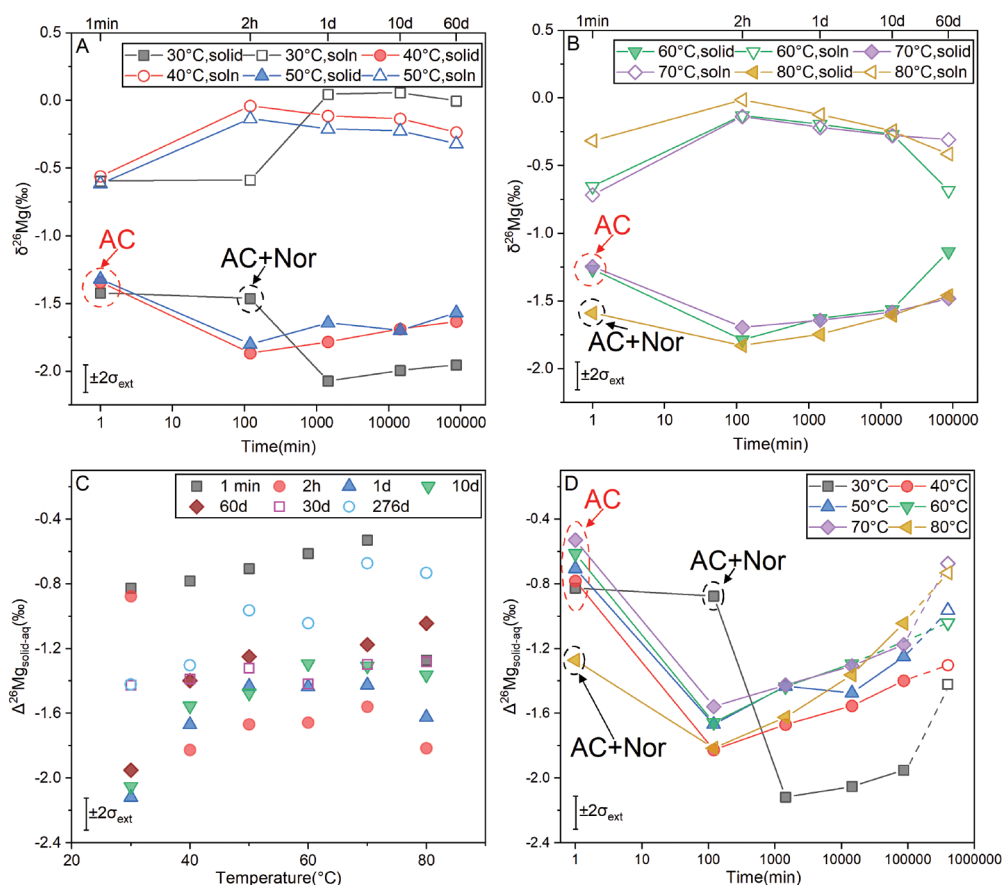 1min 2h 1d 10d 60d
A
30°C,solid 30°C,soln 40°C,solid
40°C,soln 50°C,solid 50°C,soln
0.5
0.0
-0.5
-1.0
-1.5
-2.0
δ²⁶Mg(‰)
AC
AC+Nor
±2σext
1 10 100 1000 10000 100000
Time(min)
1min 2h 1d 10d 60d
B
60°C,solid 60°C,soln 70°C,solid
70°C,soln 80°C,solid 80°C,soln
0.5
0.0
-0.5
-1.0
-1.5
-2.0
δ²⁶Mg(‰)
AC
AC+Nor
±2σext
1 10 100 1000 10000 100000
Time(min)
C
1 min 2h 1d 10d
60d 30d 276d
-0.4
-0.8
-1.2
-1.6
-2.0
-2.4
Δ²⁶Mgsolid-aq(‰)
±2σext
20 40 60 80
Temperature(°C)
D
30°C 40°C
50°C 60°C
70°C 80°C
AC
AC+Nor
AC+Nor
-0.4
-0.8
-1.2
-1.6
-2.0
-2.4
Δ²⁶Mgsolid-aq(‰)
±2σext
1 10 100 1000 10000 100000 1000000
Time(min)